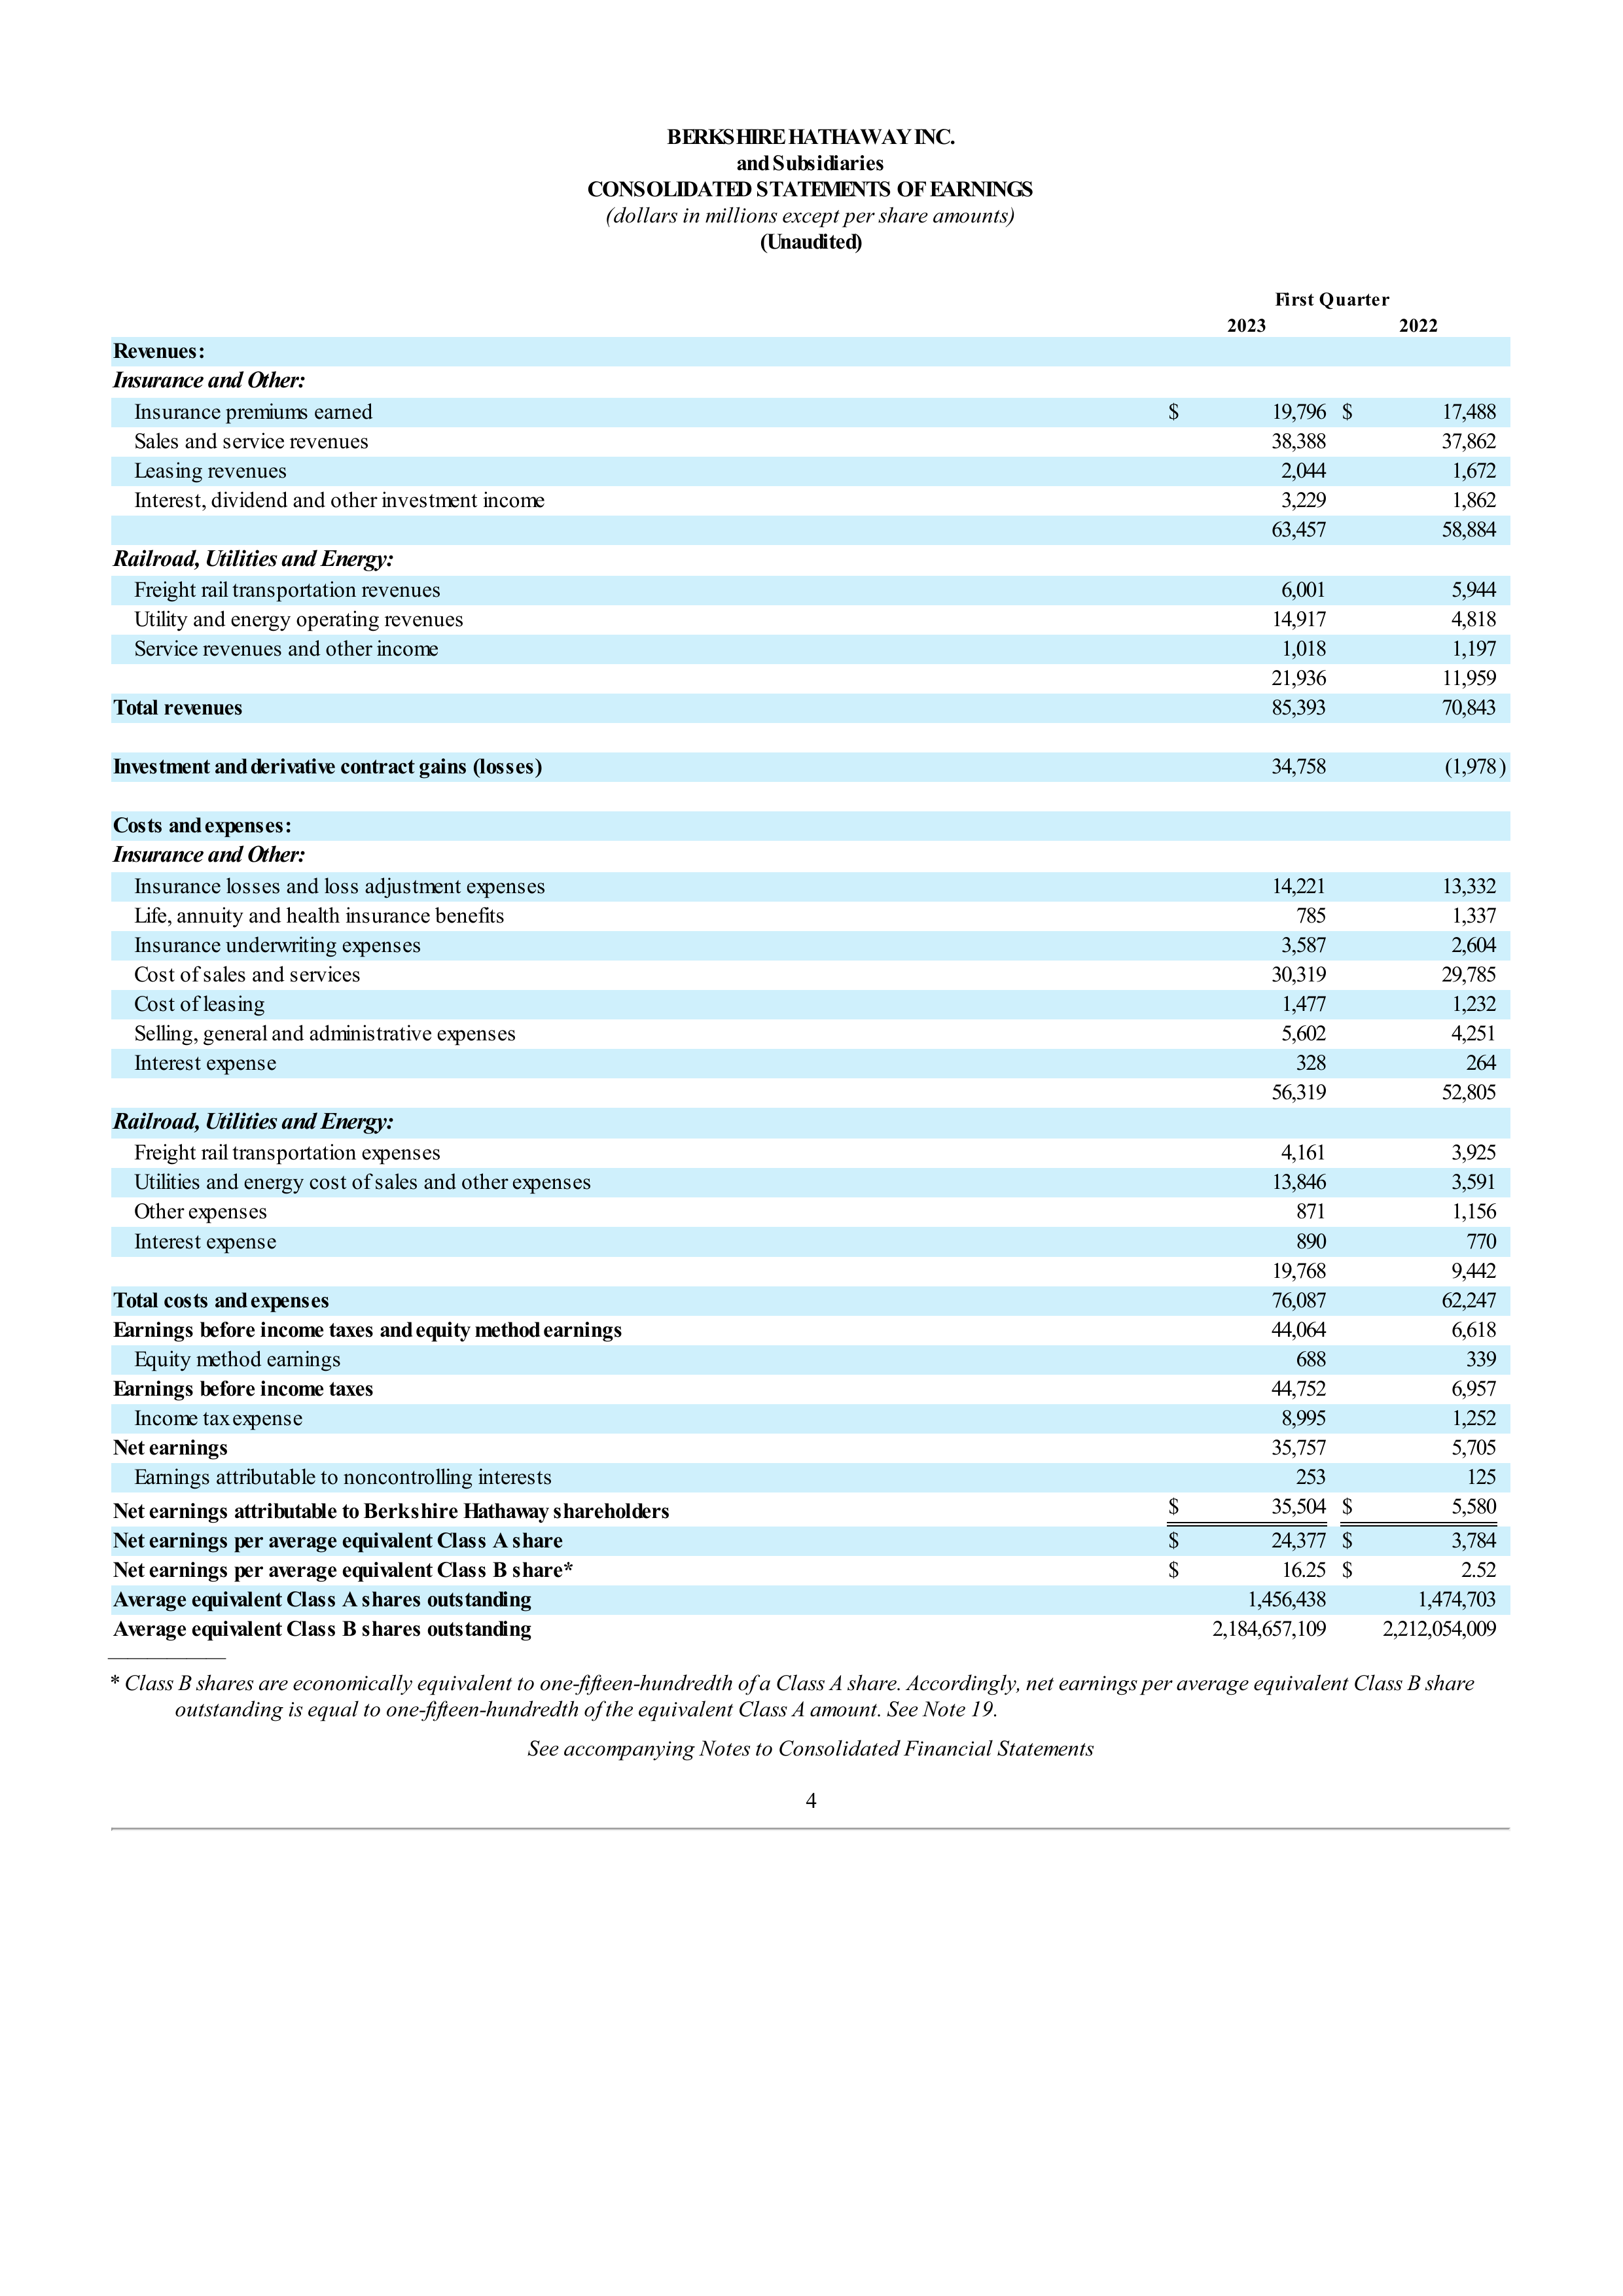 BERKSHIRE HATHAWAY INC.
and Subsidiaries
CONSOLIDATED STATEMENTS OF EARNINGS
(dollars in millions except per share amounts)
(Unaudited)
First Quarter
2023 2022
Revenues:
Insurance and Other:
Insurance premiums earned $ 19,796 $ 17,488
Sales and service revenues 38,388 37,862
Leasing revenues 2,044 1,672
Interest, dividend and other investment income 3,229 1,862
63,457 58,884
Railroad, Utilities and Energy:
Freight rail transportation revenues 6,001 5,944
Utility and energy operating revenues 14,917 4,818
Service revenues and other income 1,018 1,197
21,936 11,959
Total revenues 85,393 70,843
Investment and derivative contract gains (losses) 34,758 (1,978)
Costs and expenses:
Insurance and Other:
Insurance losses and loss adjustment expenses 14,221 13,332
Life, annuity and health insurance benefits 785 1,337
Insurance underwriting expenses 3,587 2,604
Cost of sales and services 30,319 29,785
Cost of leasing 1,477 1,232
Selling, general and administrative expenses 5,602 4,251
Interest expense 328 264
56,319 52,805
Railroad, Utilities and Energy:
Freight rail transportation expenses 4,161 3,925
Utilities and energy cost of sales and other expenses 13,846 3,591
Other expenses 871 1,156
Interest expense 890 770
19,768 9,442
Total costs and expenses 76,087 62,247
Earnings before income taxes and equity method earnings 44,064 6,618
Equity method earnings 688 339
Earnings before income taxes 44,752 6,957
Income tax expense 8,995 1,252
Net earnings 35,757 5,705
Earnings attributable to noncontrolling interests 253 125
Net earnings attributable to Berkshire Hathaway shareholders $ 35,504 $ 5,580
Net earnings per average equivalent Class A share $ 24,377 $ 3,784
Net earnings per average equivalent Class B share* $ 16.25 $ 2.52
Average equivalent Class A shares outstanding 1,456,438 1,474,703
Average equivalent Class B shares outstanding 2,184,657,109 2,212,054,009
* Class B shares are economically equivalent to one-fifteen-hundredth of a Class A share. Accordingly, net earnings per average equivalent Class B share
outstanding is equal to one-fifteen-hundredth of the equivalent Class A amount. See Note 19.
See accompanying Notes to Consolidated Financial Statements
4